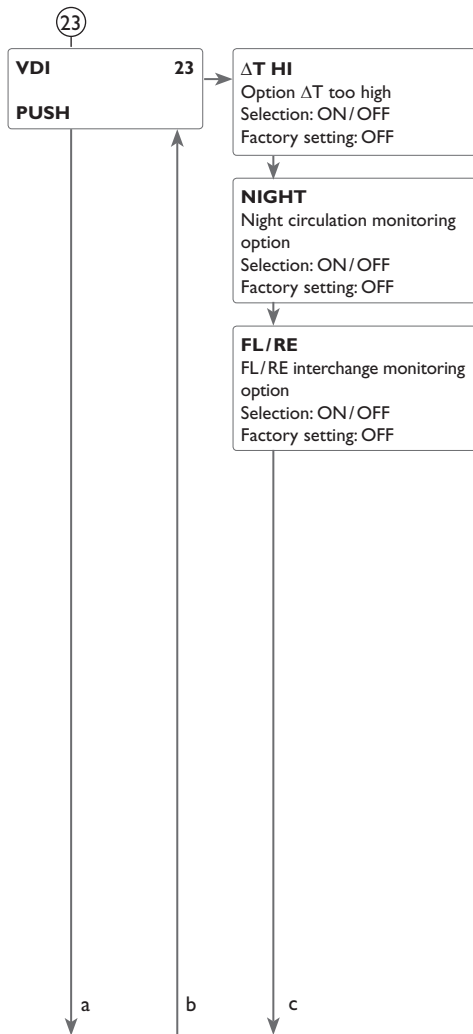 23
VDI 23
PUSH
ΔT HI
Option ΔT too high
Selection: ON/OFF
Factory setting: OFF
NIGHT
Night circulation monitoring
option
Selection: ON/OFF
Factory setting: OFF
FL/RE
FL/RE interchange monitoring
option
Selection: ON/OFF
Factory setting: OFF
a b c